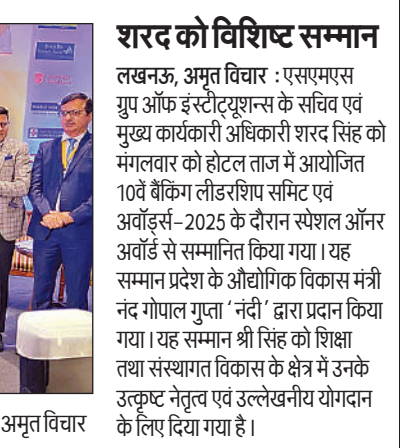 शरद को विशिष्ट सम्मान
लखनऊ, अमृत विचार : एसएमएस
ग्रुप ऑफ इंस्टीट्यूशन्स के सचिव एवं
मुख्य कार्यकारी अधिकारी शरद सिंह को
मंगलवार को होटल ताज में आयोजित
10वें बैंकिंग लीडरशिप समिट एवं
अवॉर्ड्स-2025 के दौरान स्पेशल ऑनर
अवॉर्ड से सम्मानित किया गया। यह
सम्मान प्रदेश के औद्योगिक विकास मंत्री
नंद गोपाल गुप्ता ‘नंदी’ द्वारा प्रदान किया
गया। यह सम्मान श्री सिंह को शिक्षा
तथा संस्थागत विकास के क्षेत्र में उनके
उत्कृष्ट नेतृत्व एवं उल्लेखनीय योगदान
के लिए दिया गया है।
अमृत विचार